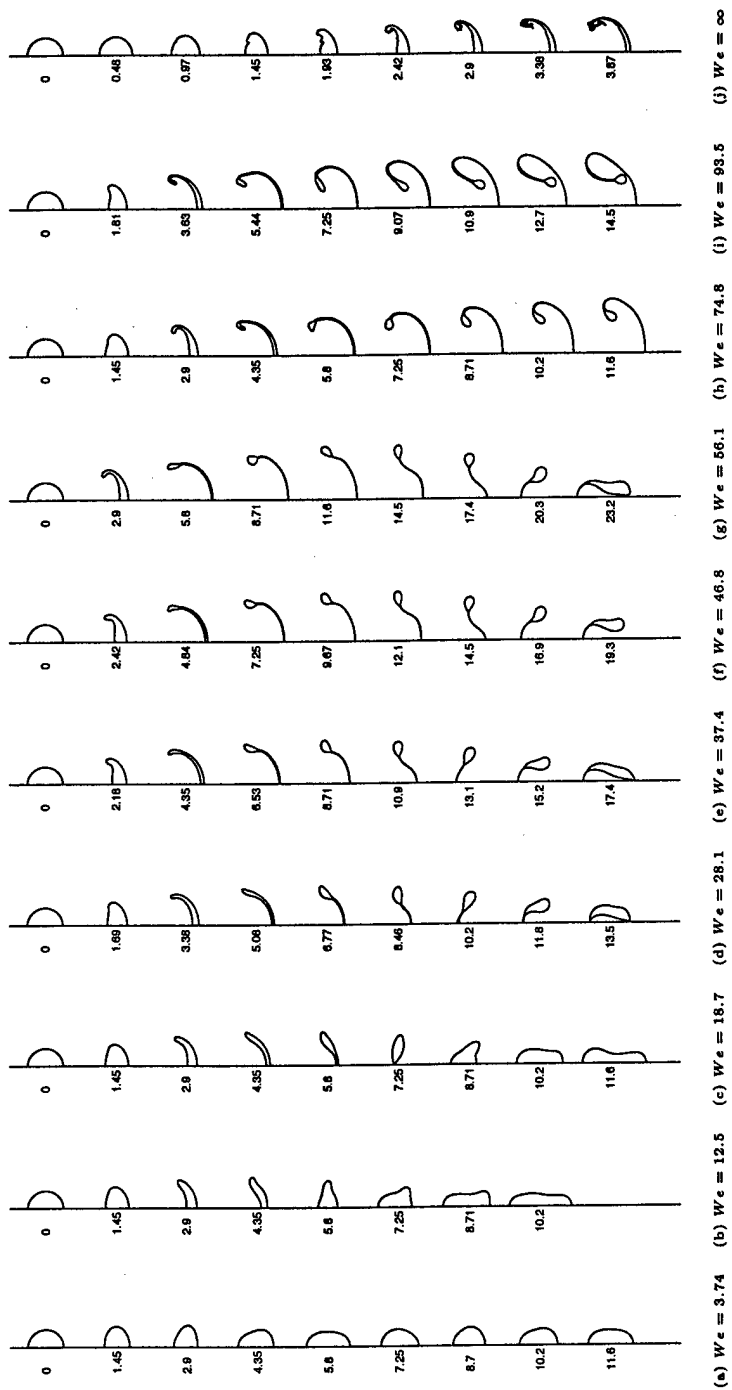 0 0 0 0 0 0 0 0 0 0
1.45 1.45 1.45 1.69 2.18 2.42 2.9 1.45 1.81 0.48
2.9 2.9 2.9 3.38 4.35 4.84 5.8 2.9 3.63 0.97
4.35 4.35 4.35 5.08 6.53 7.25 8.71 4.35 5.44 1.45
5.8 5.8 5.8 6.77 8.71 9.67 11.6 5.8 7.25 1.93
7.25 7.25 7.25 8.46 10.9 12.1 14.5 7.25 9.07 2.42
8.7 8.71 8.71 10.2 13.1 14.5 17.4 8.71 10.9 2.9
10.2 10.2 10.2 11.8 15.2 16.9 20.3 10.2 12.7 3.38
11.6 11.6 13.5 17.4 19.3 23.2 11.6 14.5 3.87
(a) We = 3.74 (b) We = 12.5 (c) We = 18.7 (d) We = 28.1 (e) We = 37.4 (f) We = 46.8 (g) We = 56.1 (h) We = 74.8 (i) We = 93.5 (j) We = ∞